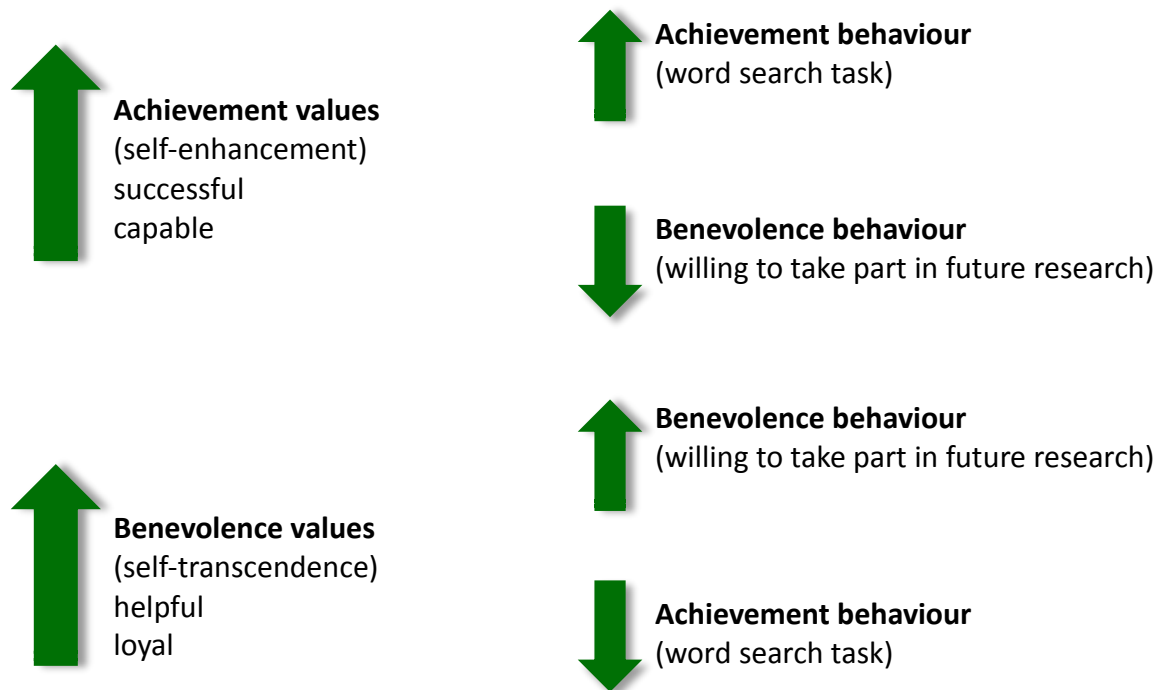 Achievement values
(self-enhancement)
successful
capable
Achievement behaviour
(word search task)
Benevolence behaviour
(willing to take part in future research)
Benevolence values
(self-transcendence)
helpful
loyal
Benevolence behaviour
(willing to take part in future research)
Achievement behaviour
(word search task)